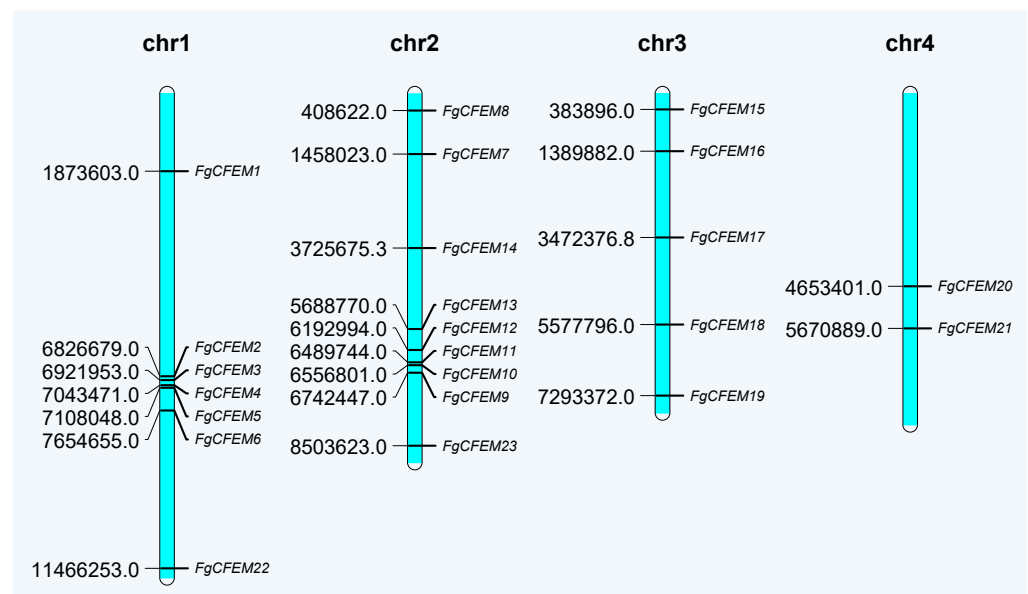 chr1
1873603.0 FgCFEM1
6826679.0 FgCFEM2
6921953.0 FgCFEM3
7043471.0 FgCFEM4
7108048.0 FgCFEM5
7654655.0 FgCFEM6
11466253.0 FgCFEM22
chr2
408622.0 FgCFEM8
1458023.0 FgCFEM7
3725675.3 FgCFEM14
5688770.0 FgCFEM13
6192994.0 FgCFEM12
6489744.0 FgCFEM11
6556801.0 FgCFEM10
6742447.0 FgCFEM9
8503623.0 FgCFEM23
chr3
383896.0 FgCFEM15
1389882.0 FgCFEM16
3472376.8 FgCFEM17
5577796.0 FgCFEM18
7293372.0 FgCFEM19
chr4
4653401.0 FgCFEM20
5670889.0 FgCFEM21